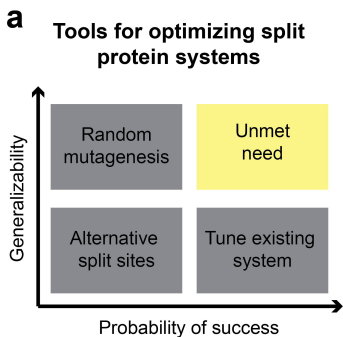 a
Tools for optimizing split
protein systems
Generalizability
Random
mutagenesis
Unmet
need
Alternative
split sites
Tune existing
system
Probability of success